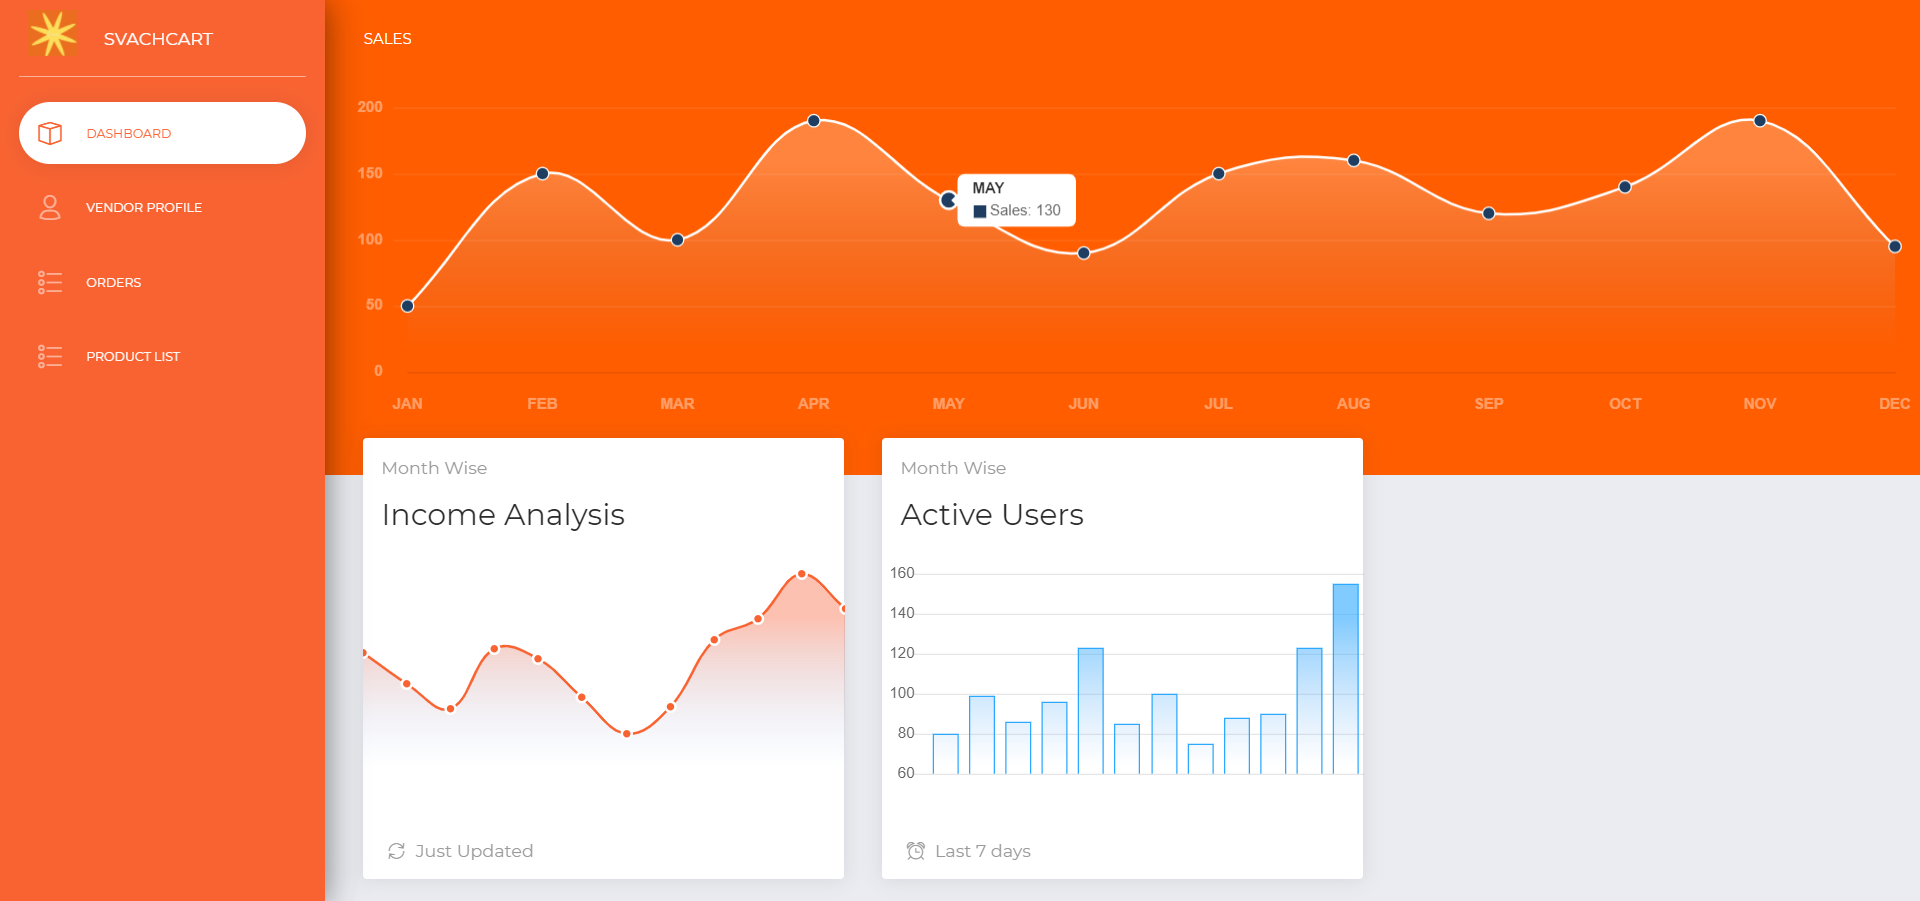 SVACHCART
DASHBOARD
VENDOR PROFILE
ORDERS
PRODUCT LIST
SALES
200
150
100
50
0
MAY
Sales: 130
JAN FEB MAR APR MAY JUN JUL AUG SEP OCT NOV DEC
Month Wise
Income Analysis
Just Updated
Month Wise
Active Users
160
140
120
100
80
60
Last 7 days